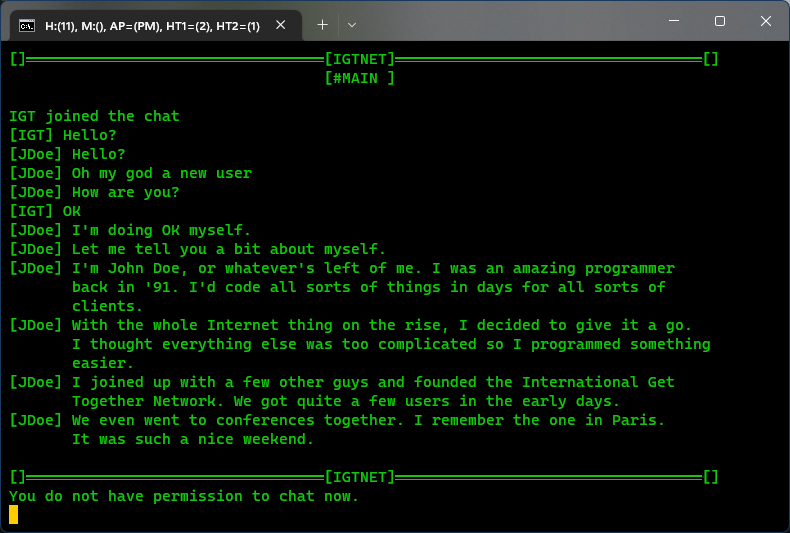 H:(11), M:(), AP=(PM), HT1=(2), HT2=(1)
[]══════════════════════════════════[IGTNET]══════════════════════════════════[]
[#MAIN ]
IGT joined the chat
[IGT] Hello?
[JDoe] Hello?
[JDoe] Oh my god a new user
[JDoe] How are you?
[IGT] OK
[JDoe] I'm doing OK myself.
[JDoe] Let me tell you a bit about myself.
[JDoe] I'm John Doe, or whatever's left of me. I was an amazing programmer
back in '91. I'd code all sorts of things in days for all sorts of
clients.
[JDoe] With the whole Internet thing on the rise, I decided to give it a go.
I thought everything else was too complicated so I programmed something
easier.
[JDoe] I joined up with a few other guys and founded the International Get
Together Network. We got quite a few users in the early days.
[JDoe] We even went to conferences together. I remember the one in Paris.
It was such a nice weekend.
[]══════════════════════════════════[IGTNET]══════════════════════════════════[]
You do not have permission to chat now.